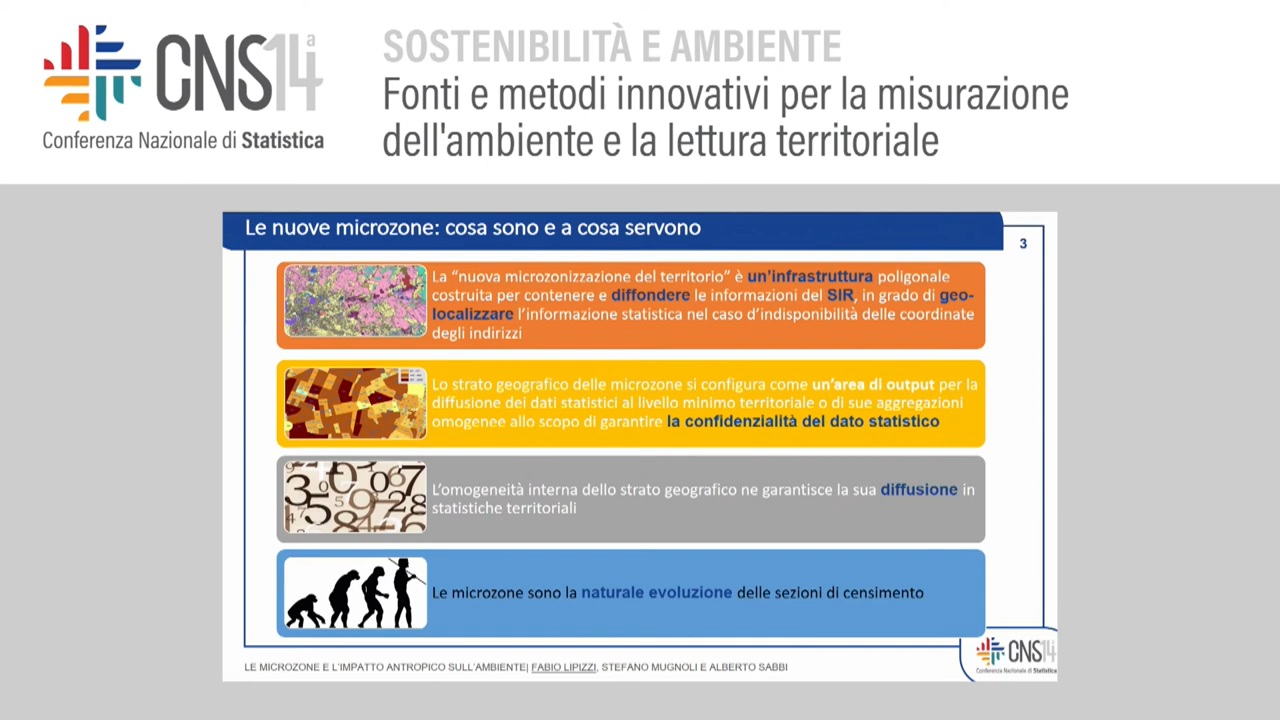 CNS14ª
Conferenza Nazionale di Statistica
SOSTENIBILITÀ E AMBIENTE
Fonti e metodi innovativi per la misurazione
dell'ambiente e la lettura territoriale
Le nuove microzone: cosa sono e a cosa servono
3
La “nuova microzonizzazione del territorio” è un’infrastruttura poligonale
costruita per contenere e diffondere le informazioni del SIR, in grado di geo-
localizzare l’informazione statistica nel caso d’indisponibilità delle coordinate
degli indirizzi
Lo strato geografico delle microzone si configura come un’area di output per la
diffusione dei dati statistici al livello minimo territoriale o di sue aggregazioni
omogenee allo scopo di garantire la confidenzialità del dato statistico
L’omogeneità interna dello strato geografico ne garantisce la sua diffusione in
statistiche territoriali
Le microzone sono la naturale evoluzione delle sezioni di censimento
LE MICROZONE E L’IMPATTO ANTROPICO SULL’AMBIENTE| FABIO LIPIZZI, STEFANO MUGNOLI E ALBERTO SABBI
CNS14
Conferenza Nazionale di Statistica